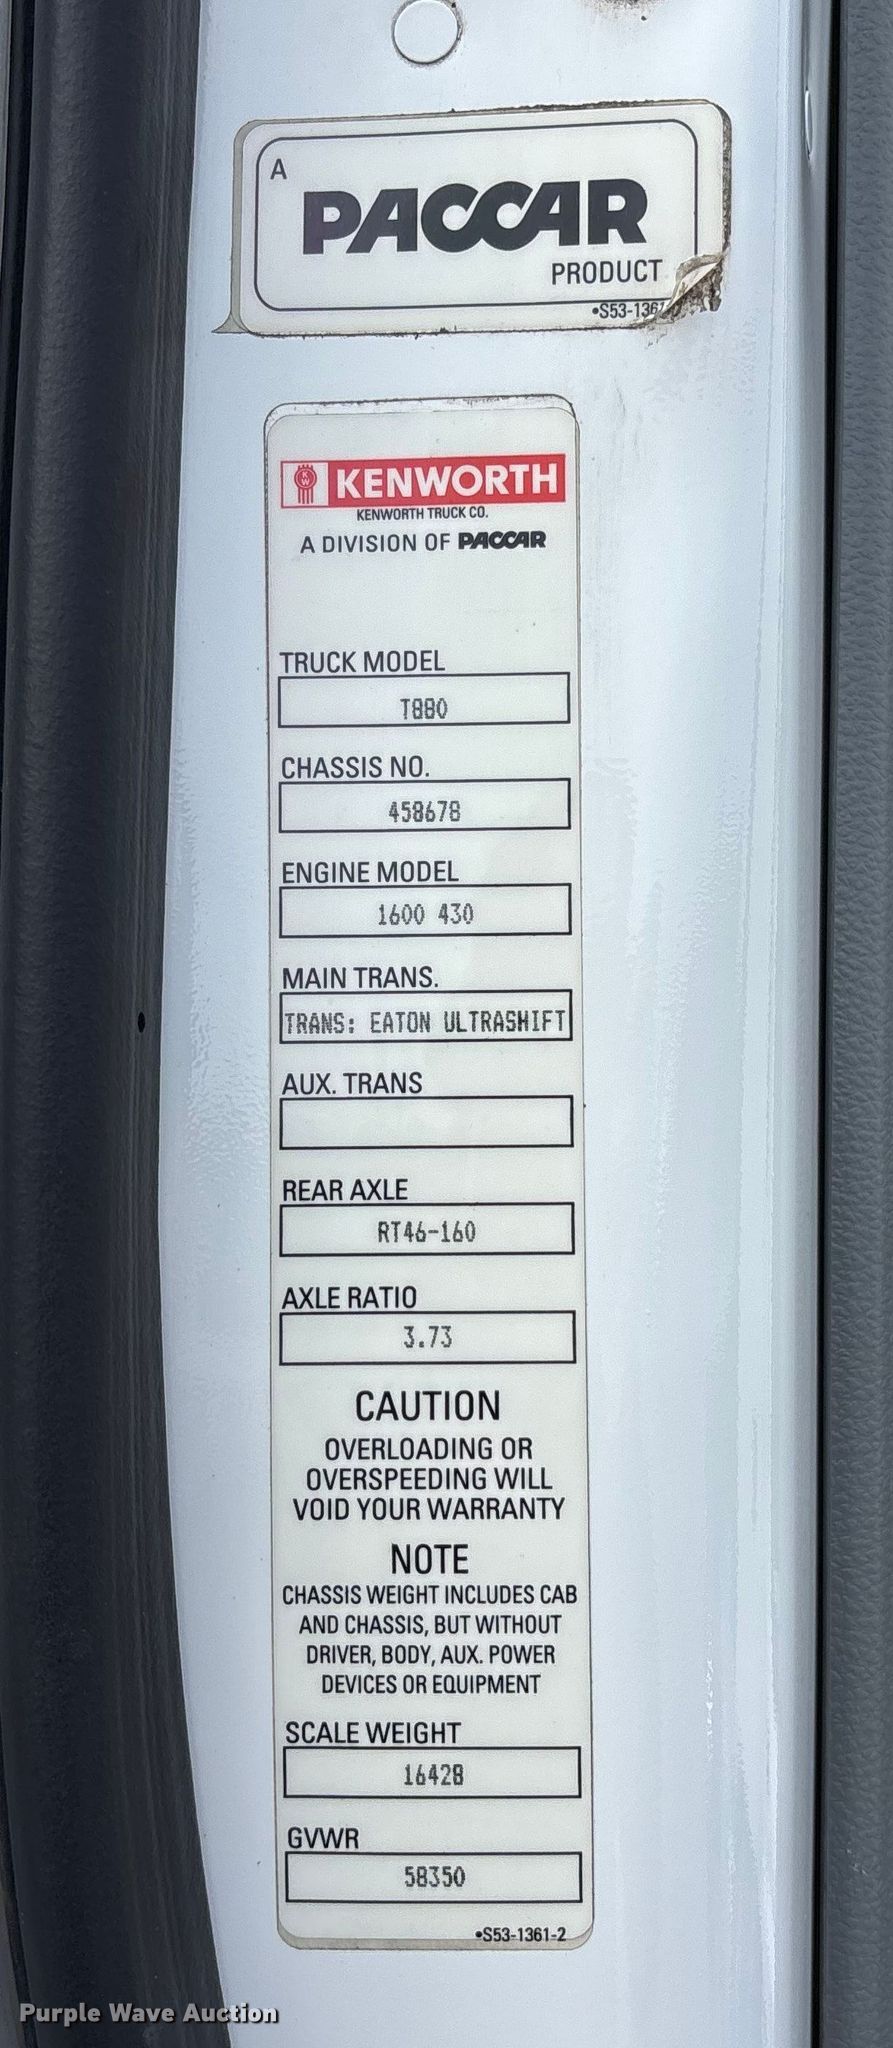 A
PACCAR
PRODUCT
•S53-1361
KW
KENWORTH
KENWORTH TRUCK CO.
A DIVISION OF PACCAR
TRUCK MODEL
T880
CHASSIS NO.
458678
ENGINE MODEL
1600 430
MAIN TRANS.
TRANS: EATON ULTRASHIFT
AUX. TRANS
REAR AXLE
RT46-160
AXLE RATIO
3.73
CAUTION
OVERLOADING OR
OVERSPEEDING WILL
VOID YOUR WARRANTY
NOTE
CHASSIS WEIGHT INCLUDES CAB
AND CHASSIS, BUT WITHOUT
DRIVER, BODY, AUX. POWER
DEVICES OR EQUIPMENT
SCALE WEIGHT
16428
GVWR
58350
•S53-1361-2
Purple Wave Auction